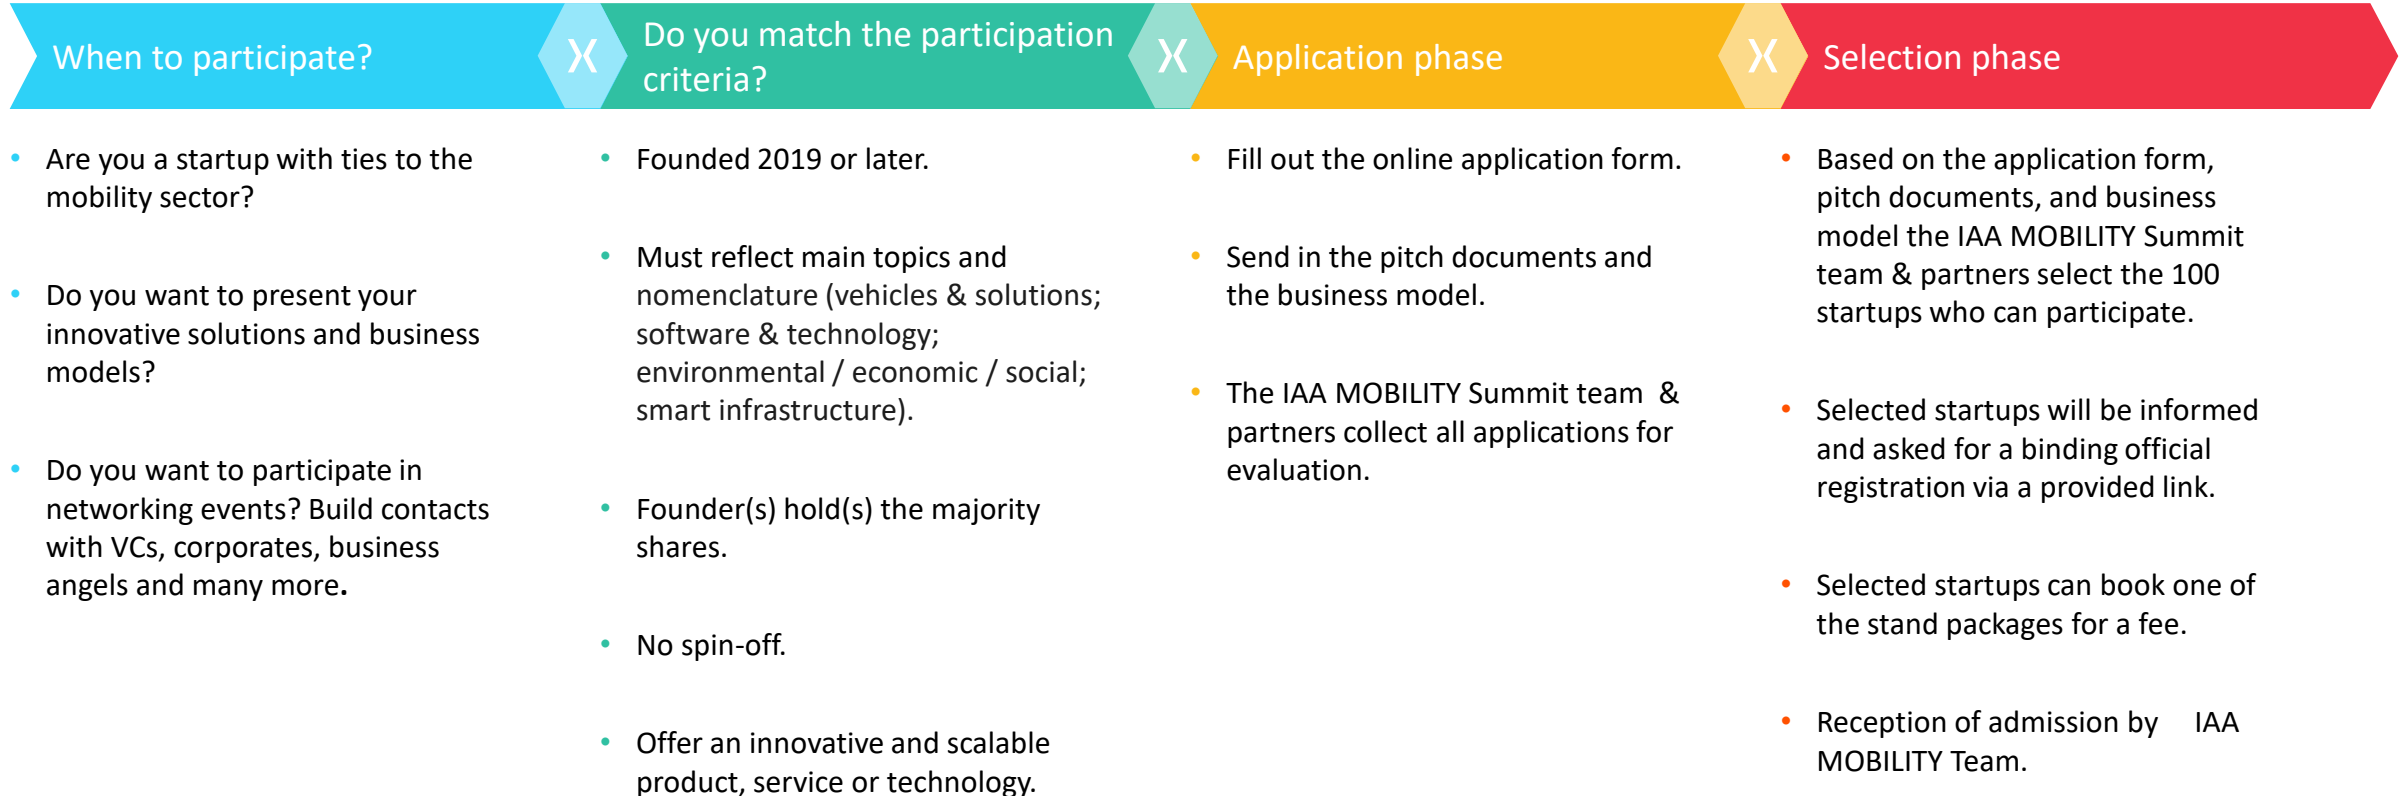 When to participate?
Do you match the participation
criteria?
Application phase
Selection phase
• Are you a startup with ties to the
mobility sector?
• Do you want to present your
innovative solutions and business
models?
• Do you want to participate in
networking events? Build contacts
with VCs, corporates, business
angels and many more.
• Founded 2019 or later.
• Must reflect main topics and
nomenclature (vehicles & solutions;
software & technology;
environmental / economic / social;
smart infrastructure).
• Founder(s) hold(s) the majority
shares.
• No spin-off.
• Offer an innovative and scalable
product, service or technology.
• Fill out the online application form.
• Send in the pitch documents and
the business model.
• The IAA MOBILITY Summit team  &
partners collect all applications for
evaluation.
• Based on the application form,
pitch documents, and business
model the IAA MOBILITY Summit
team & partners select the 100
startups who can participate.
• Selected startups will be informed
and asked for a binding official
registration via a provided link.
• Selected startups can book one of
the stand packages for a fee.
• Reception of admission by    IAA
MOBILITY Team.